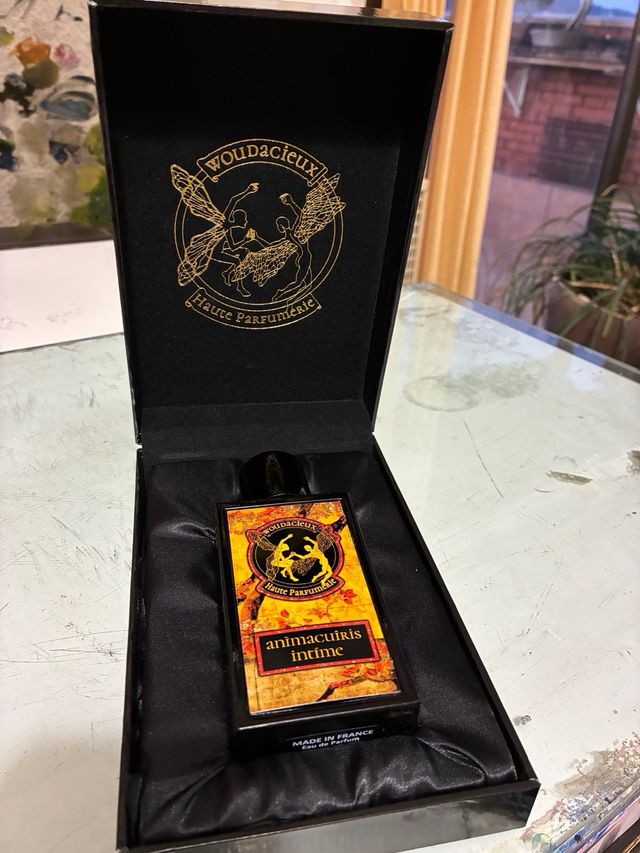 WOUDacieux
Haute Parfumerie
WOUDacieux
Haute Parfumerie
animacuiris
intime
MADE IN FRANCE
Eau de Parfum